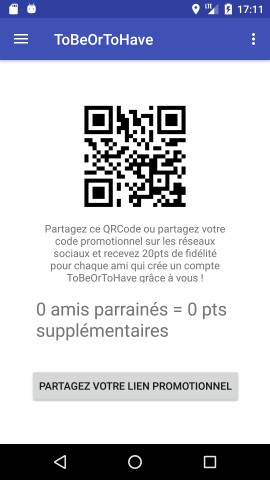 17:11
ToBeOrToHave
Partagez ce QRCode ou partagez votre
code promotionnel sur les réseaux
sociaux et recevez 20pts de fidélité
pour chaque ami qui crée un compte
ToBeOrToHave grâce à vous !
0 amis parrainés = 0 pts
supplémentaires
PARTAGEZ VOTRE LIEN PROMOTIONNEL